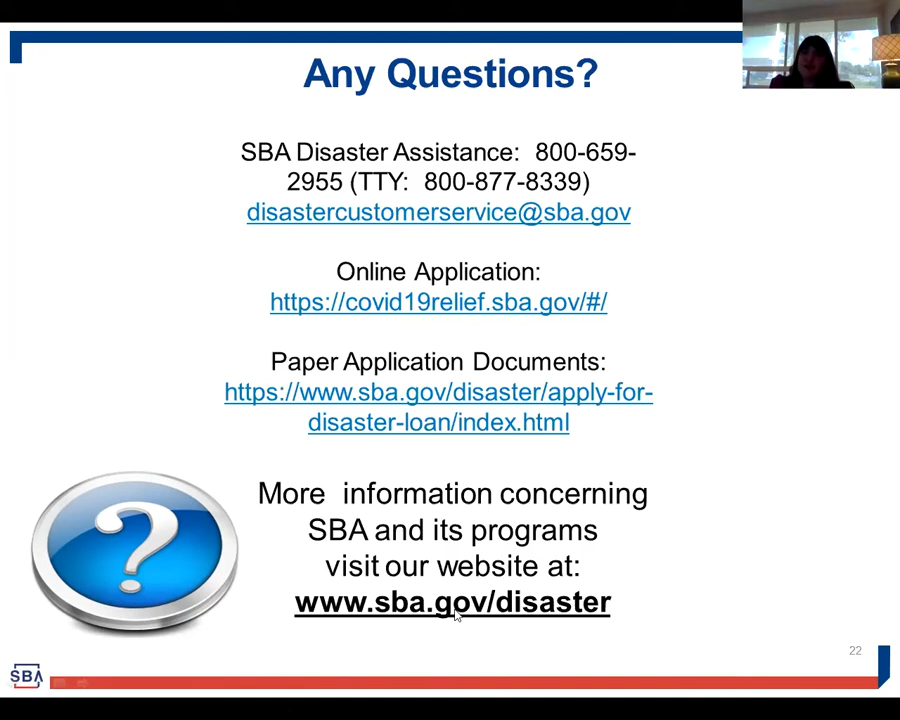 Any Questions?
SBA Disaster Assistance: 800-659-
2955 (TTY: 800-877-8339)
disastercustomerservice@sba.gov
Online Application:
https://covid19relief.sba.gov/#/
Paper Application Documents:
https://www.sba.gov/disaster/apply-for-
disaster-loan/index.html
More information concerning
SBA and its programs
visit our website at:
www.sba.gov/disaster
22
SBA